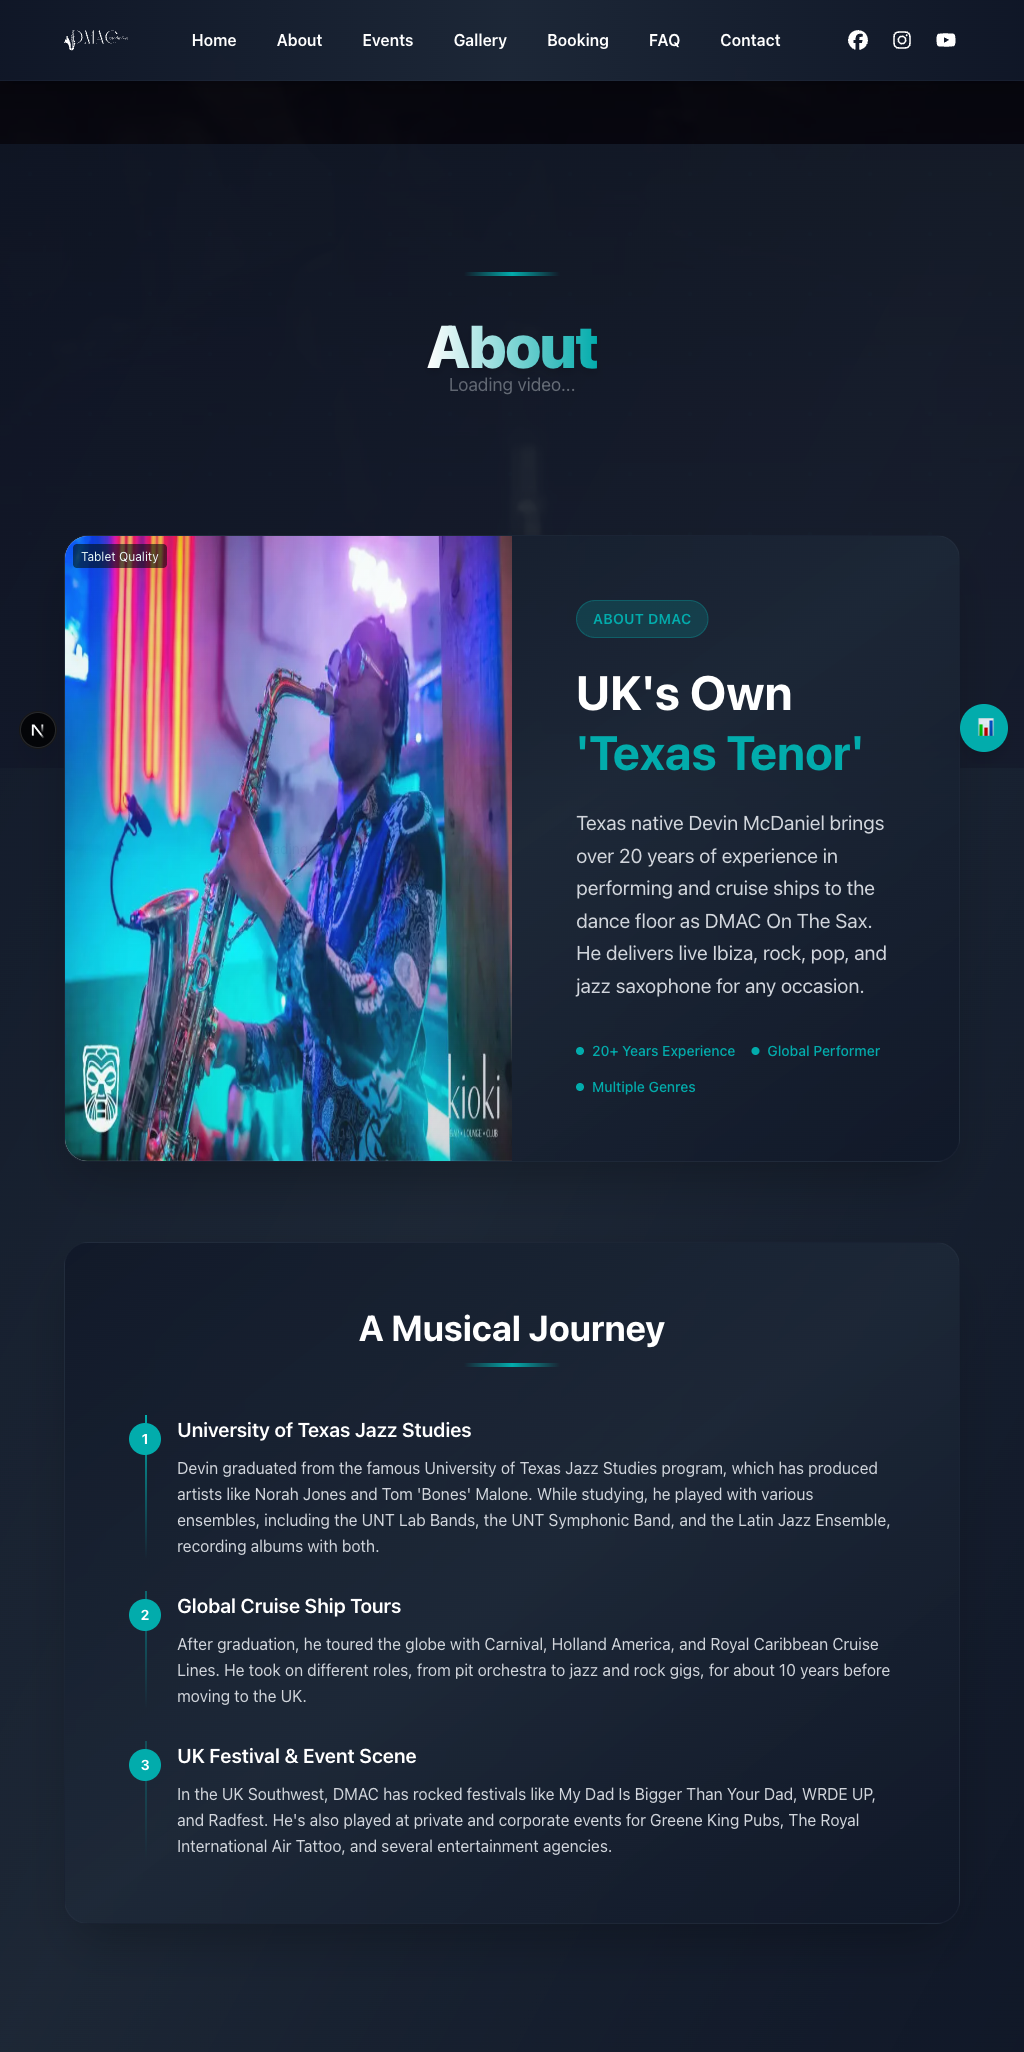 DMAC
Home
About
Events
Gallery
Booking
FAQ
Contact
About
Loading video...
Tablet Quality
kioki
BAR • LOUNGE • CLUB
N
ABOUT DMAC
UK's Own
'Texas Tenor'
Texas native Devin McDaniel brings
over 20 years of experience in
performing and cruise ships to the
dance floor as DMAC On The Sax.
He delivers live Ibiza, rock, pop, and
jazz saxophone for any occasion.
20+ Years Experience
Global Performer
Multiple Genres
A Musical Journey
1
University of Texas Jazz Studies
Devin graduated from the famous University of Texas Jazz Studies program, which has produced
artists like Norah Jones and Tom 'Bones' Malone. While studying, he played with various
ensembles, including the UNT Lab Bands, the UNT Symphonic Band, and the Latin Jazz Ensemble,
recording albums with both.
2
Global Cruise Ship Tours
After graduation, he toured the globe with Carnival, Holland America, and Royal Caribbean Cruise
Lines. He took on different roles, from pit orchestra to jazz and rock gigs, for about 10 years before
moving to the UK.
3
UK Festival & Event Scene
In the UK Southwest, DMAC has rocked festivals like My Dad Is Bigger Than Your Dad, WRDE UP,
and Radfest. He's also played at private and corporate events for Greene King Pubs, The Royal
International Air Tattoo, and several entertainment agencies.